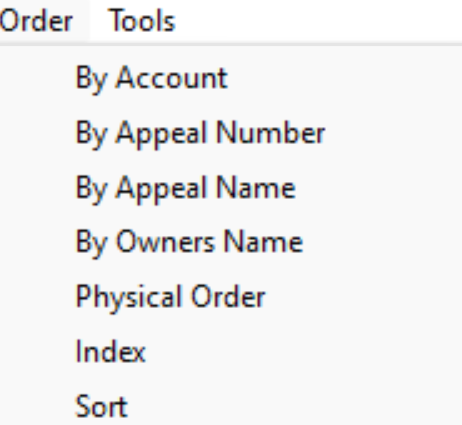 Order Tools
By Account
By Appeal Number
By Appeal Name
By Owners Name
Physical Order
Index
Sort